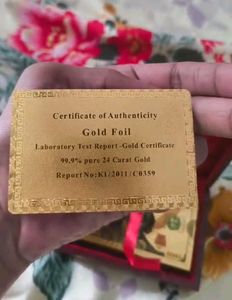 Certificate of Authenticity
Gold Foil
Laboratory Test Report-Gold Certificate
99.9% pure 24 Carat Gold
Report No:K1/2011/C0359